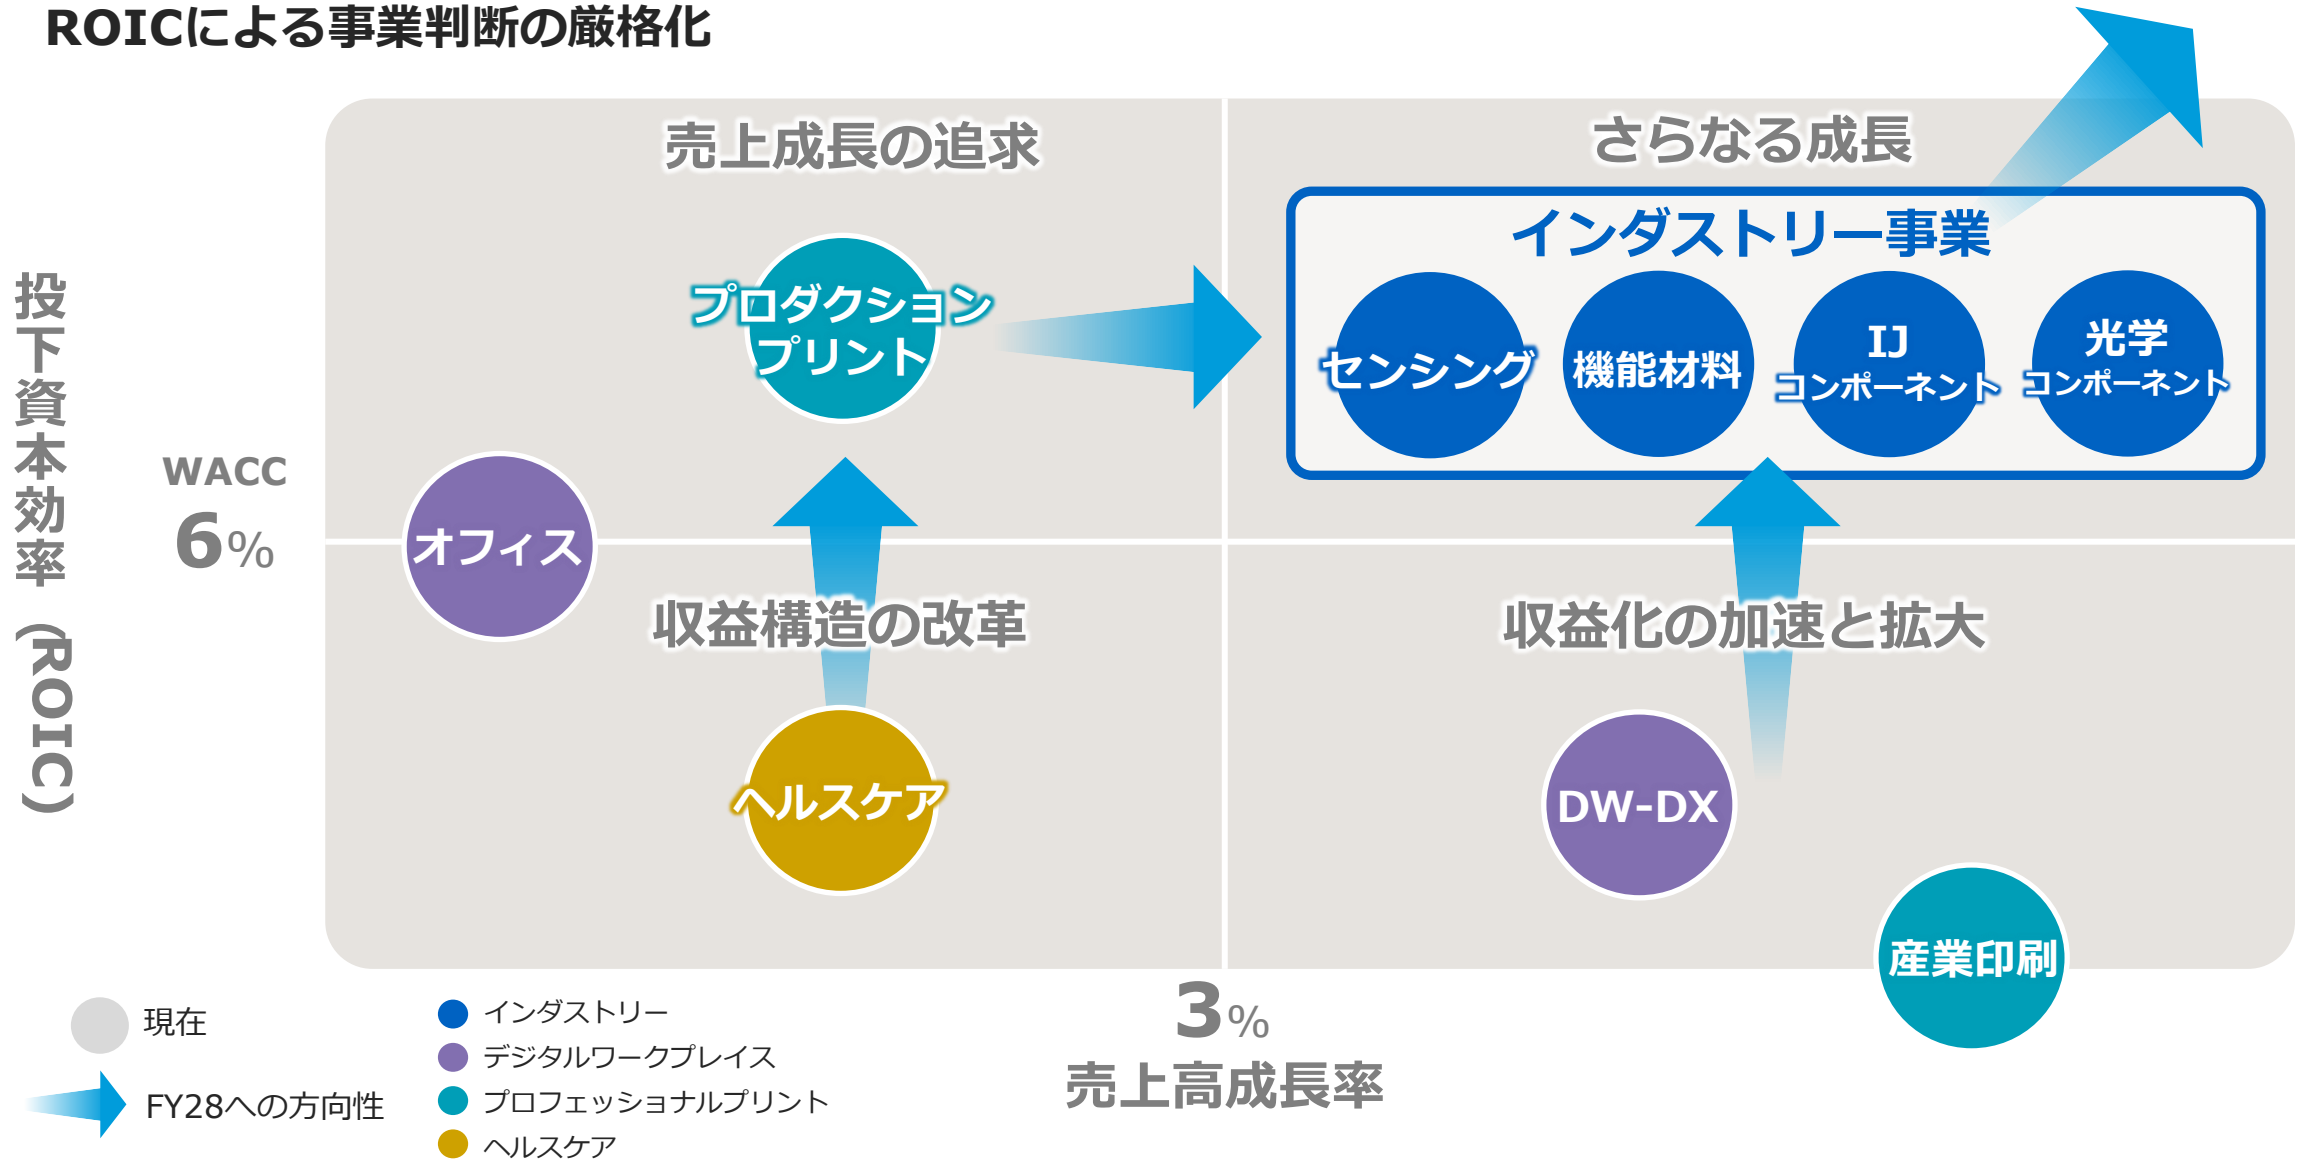 ROICによる事業判断の厳格化
売上成長の追求
さらなる成長
インダストリー事業
プロダクション
プリント
センシング
機能材料
IJ
コンポーネント
光学
コンポーネント
投下資本効率(ROIC)
WACC
6%
オフィス
収益構造の改革
収益化の加速と拡大
ヘルスケア
DW-DX
産業印刷
3%
売上高成長率
現在
FY28への方向性
インダストリー
デジタルワークプレイス
プロフェッショナルプリント
ヘルスケア